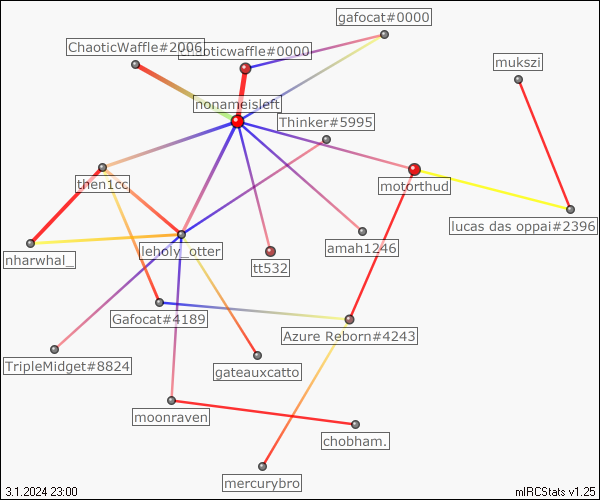 gafocat#0000
ChaoticWaffle#2006
chaoticwaffle#0000
mukszi
nonameisleft
Thinker#5995
then1cc
motorthud
lucas das oppai#2396
nharwhal_
leholy_otter
amah1246
tt532
Gafocat#4189
Azure Reborn#4243
TripleMidget#8824
gateauxcatto
moonraven
chobham.
mercurybro
3.1.2024 23:00
mIRCStats v1.25